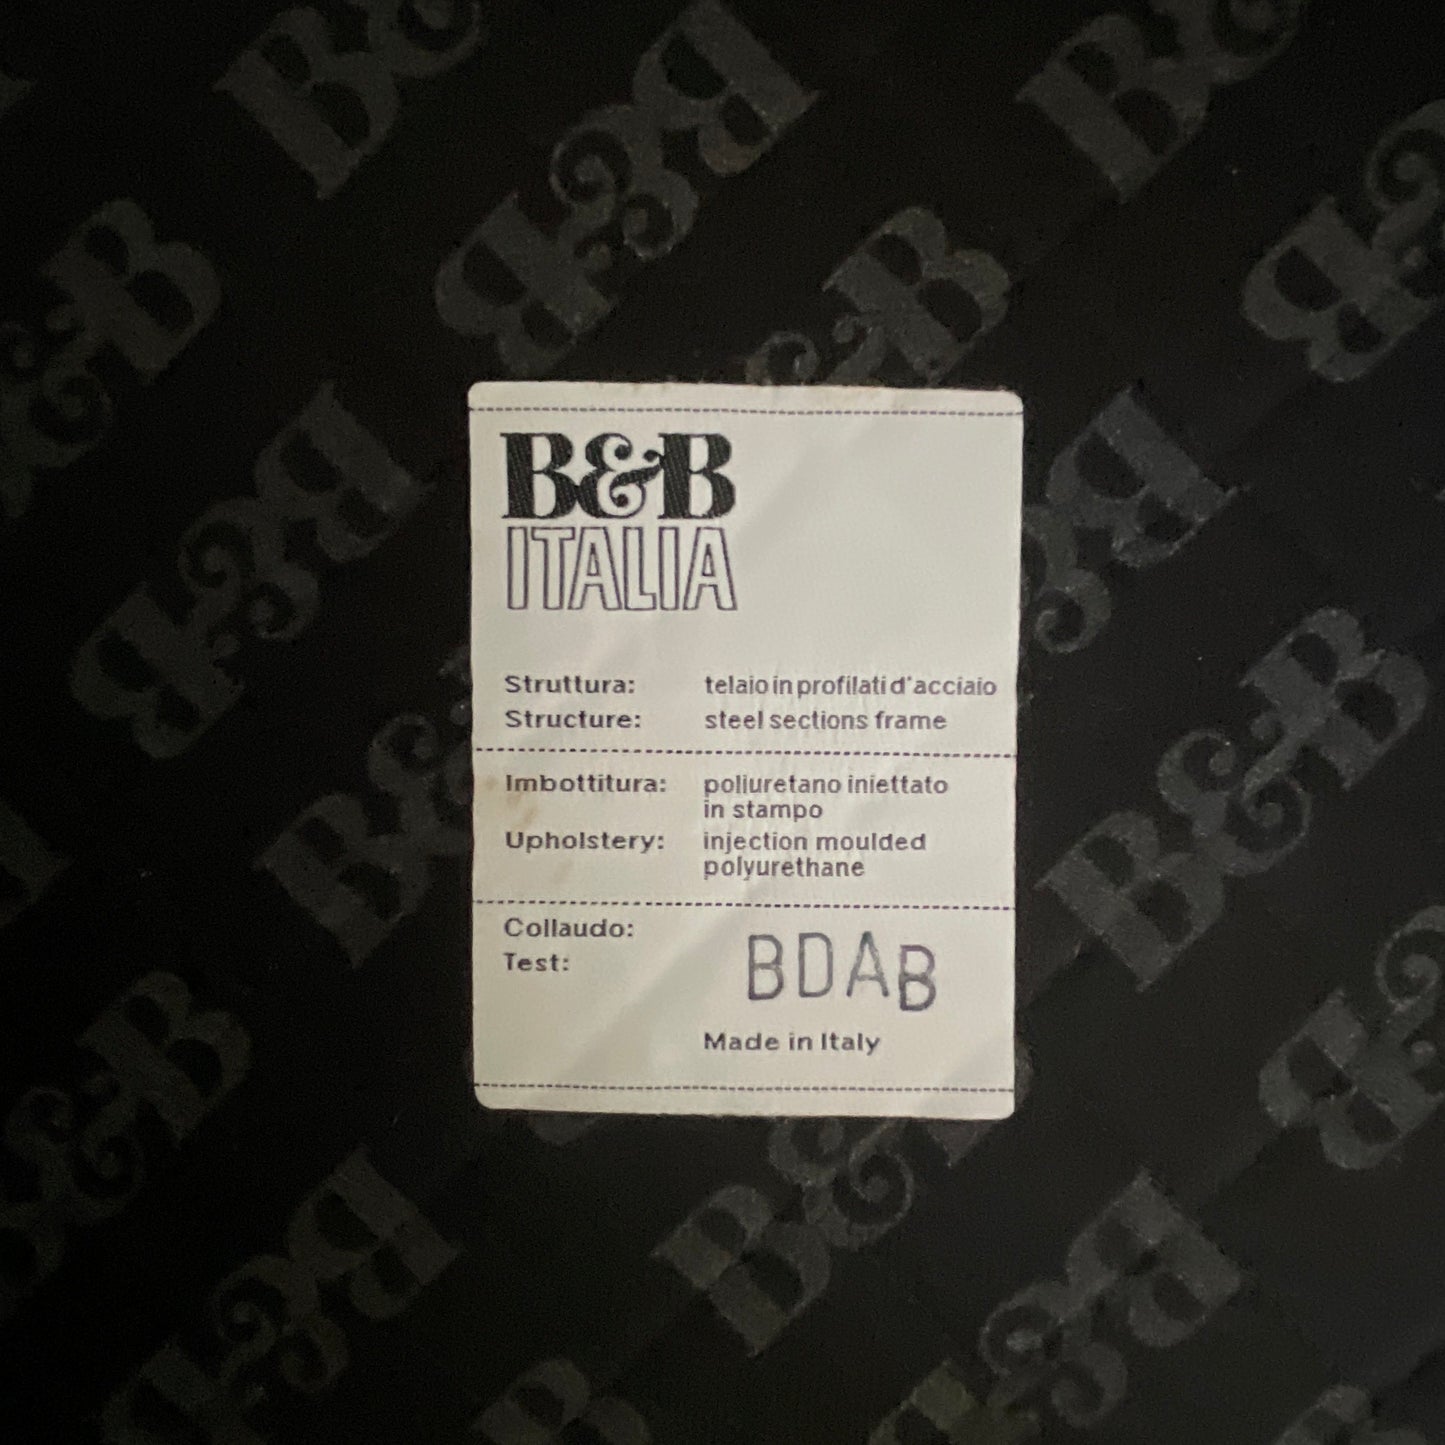 B&B
ITALIA
Struttura: telaio in profilati d'acciaio
Structure: steel sections frame
Imbottitura: poliuretano iniettato
in stampo
Upholstery: injection moulded
polyurethane
Collaudo:
Test: BDAB
Made in Italy